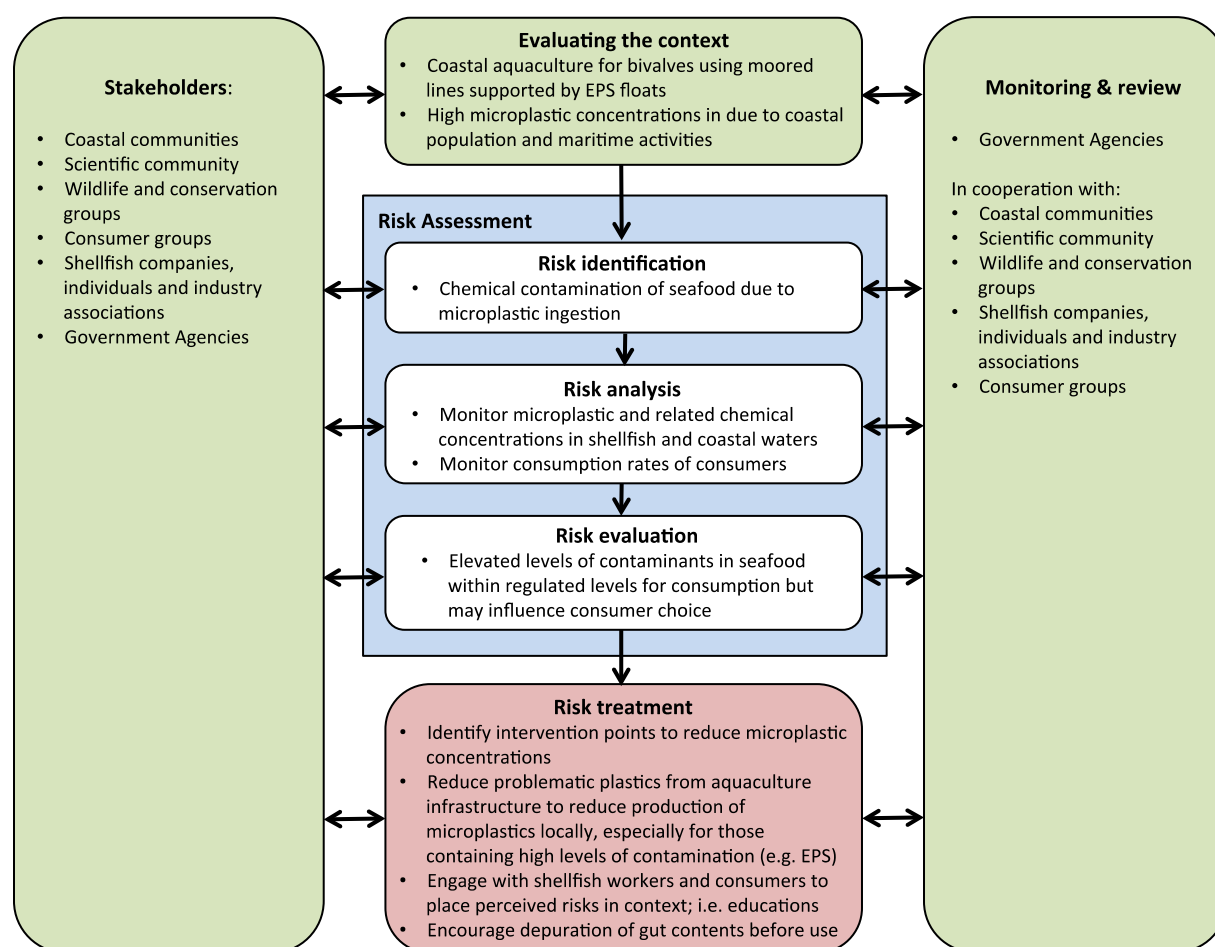 Stakeholders:
• Coastal communities
• Scientific community
• Wildlife and conservation
groups
• Consumer groups
• Shellfish companies,
individuals and industry
associations
• Government Agencies
Evaluating the context
• Coastal aquaculture for bivalves using moored
lines supported by EPS floats
• High microplastic concentrations in due to coastal
population and maritime activities
Risk Assessment
Risk identification
• Chemical contamination of seafood due to
microplastic ingestion
Risk analysis
• Monitor microplastic and related chemical
concentrations in shellfish and coastal waters
• Monitor consumption rates of consumers
Risk evaluation
• Elevated levels of contaminants in seafood
within regulated levels for consumption but
may influence consumer choice
Risk treatment
• Identify intervention points to reduce microplastic
concentrations
• Reduce problematic plastics from aquaculture
infrastructure to reduce production of
microplastics locally, especially for those
containing high levels of contamination (e.g. EPS)
• Engage with shellfish workers and consumers to
place perceived risks in context; i.e. educations
• Encourage depuration of gut contents before use
Monitoring & review
• Government Agencies
In cooperation with:
• Coastal communities
• Scientific community
• Wildlife and conservation
groups
• Shellfish companies,
individuals and industry
associations
• Consumer groups